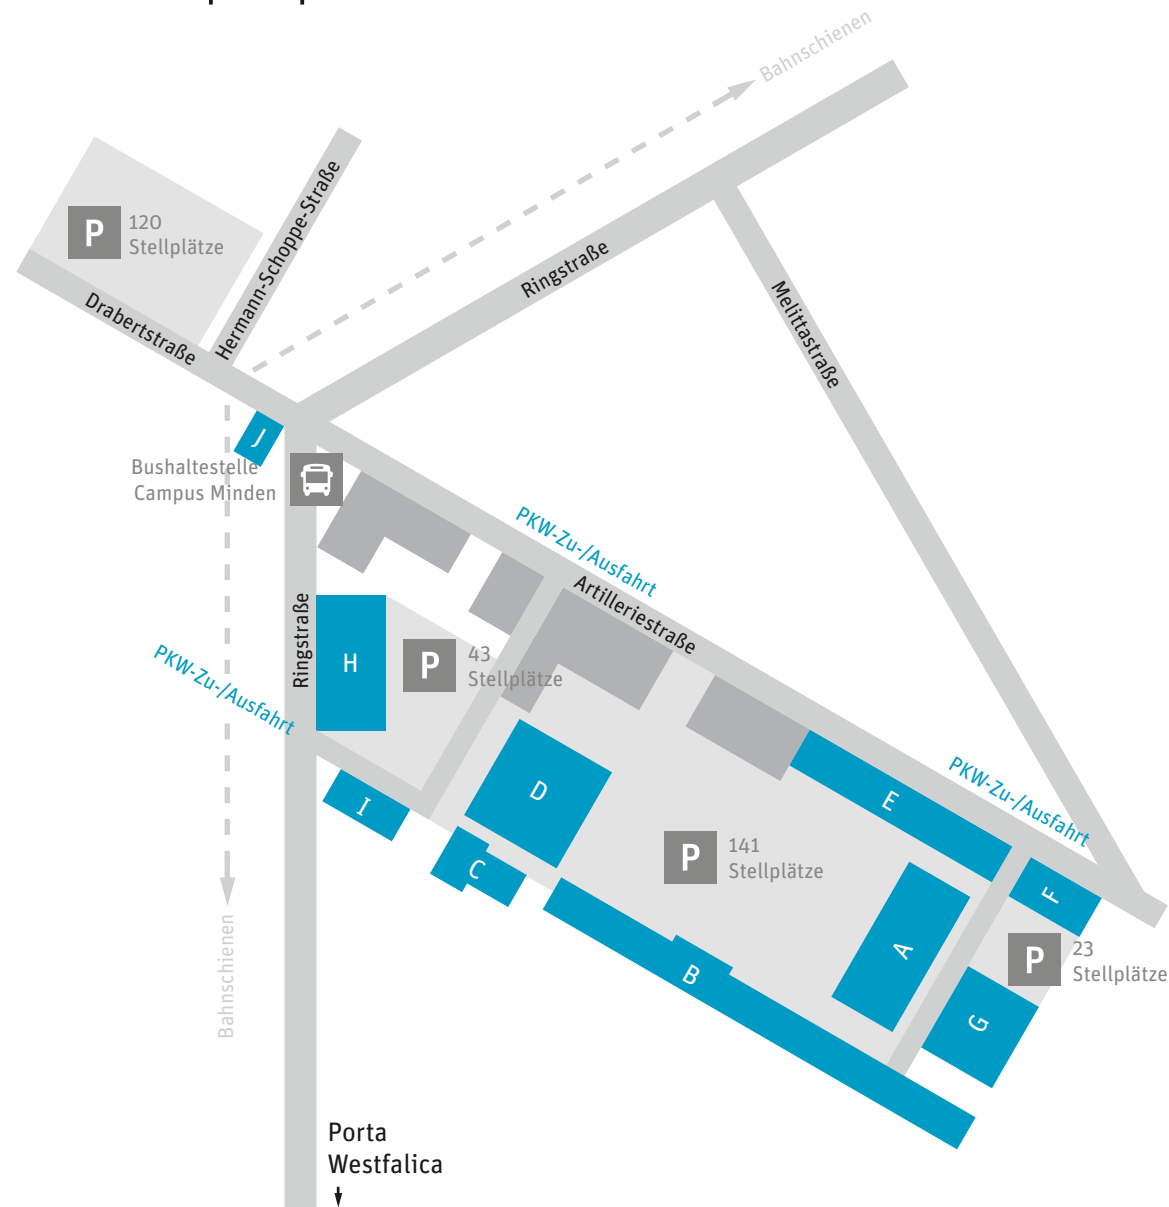 Bahnschienen
Hermann-Schoppe-Straße
P
120
Stellplätze
Ringstraße
Drabertstraße
Melittastraße
J
Bushaltestelle
Campus Minden
PKW-Zu-/Ausfahrt
Artilleriestraße
Ringstraße
H
P
43
Stellplätze
PKW-Zu-/Ausfahrt
I
D
E
PKW-Zu-/Ausfahrt
P
141
Stellplätze
C
F
A
P
23
Stellplätze
B
G
Bahnschienen
Porta
Westfalica